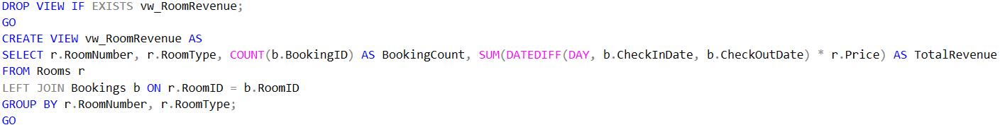 DROP VIEW IF EXISTS vw_RoomRevenue;
GO
CREATE VIEW vw_RoomRevenue AS
SELECT r.RoomNumber, r.RoomType, COUNT(b.BookingID) AS BookingCount, SUM(DATEDIFF(DAY, b.CheckInDate, b.CheckOutDate) * r.Price) AS TotalRevenue
FROM Rooms r
LEFT JOIN Bookings b ON r.RoomID = b.RoomID
GROUP BY r.RoomNumber, r.RoomType;
GO